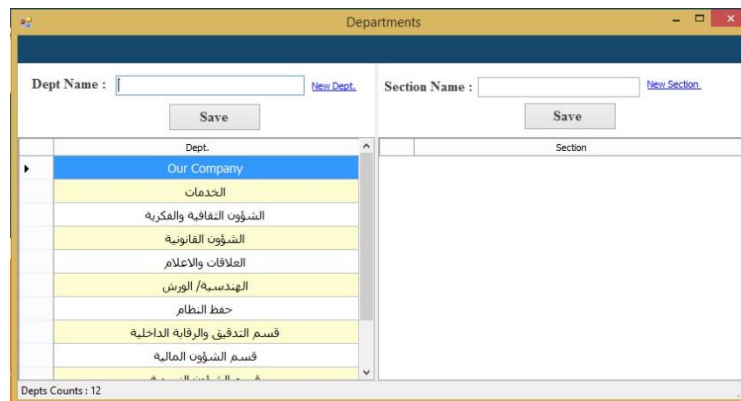 Departments
Dept Name :
New Dept.
Section Name :
New Section
Save
Save
Dept.
Section
Our Company
الخدمات
الشؤون الثقافية والفكرية
الشؤون القانونية
العلاقات والاعلام
الهندسية/ الورش
حفظ النظام
قسم التدقيق والرقابة الداخلية
قسم الشؤون المالية
Depts Counts : 12